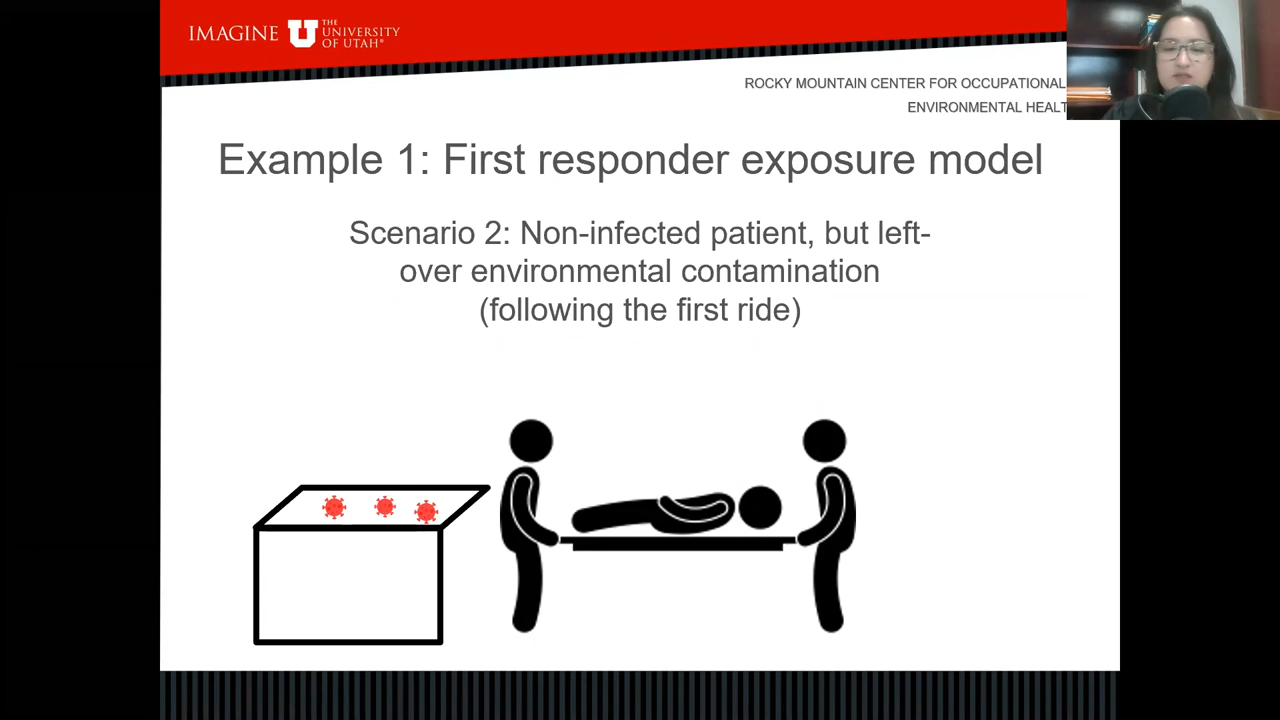 IMAGINE THE UNIVERSITY OF UTAH®
ROCKY MOUNTAIN CENTER FOR OCCUPATIONAL
ENVIRONMENTAL HEALT
Example 1: First responder exposure model
Scenario 2: Non-infected patient, but left-
over environmental contamination
(following the first ride)